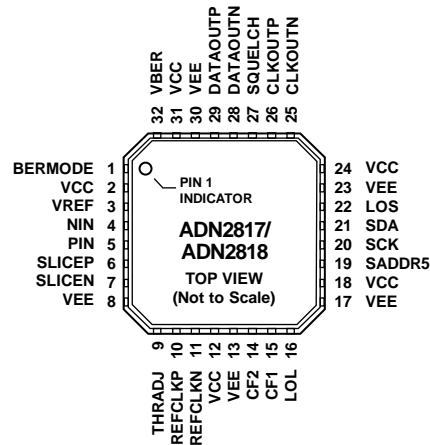 32 VBER
31 VCC
30 VEE
29 DATAOUTP
28 DATAOUTN
27 SQUELCH
26 CLKOUTP
25 CLKOUTN
BERMODE 1
VCC 2
VREF 3
NIN 4
PIN 5
SLICEP 6
SLICEN 7
VEE 8
PIN 1
INDICATOR
ADN2817/
ADN2818
TOP VIEW
(Not to Scale)
24 VCC
23 VEE
22 LOS
21 SDA
20 SCK
19 SADDR5
18 VCC
17 VEE
THRADJ 9
REFCLKP 10
REFCLKN 11
VCC 12
VEE 13
CF2 14
CF1 15
LOL 16